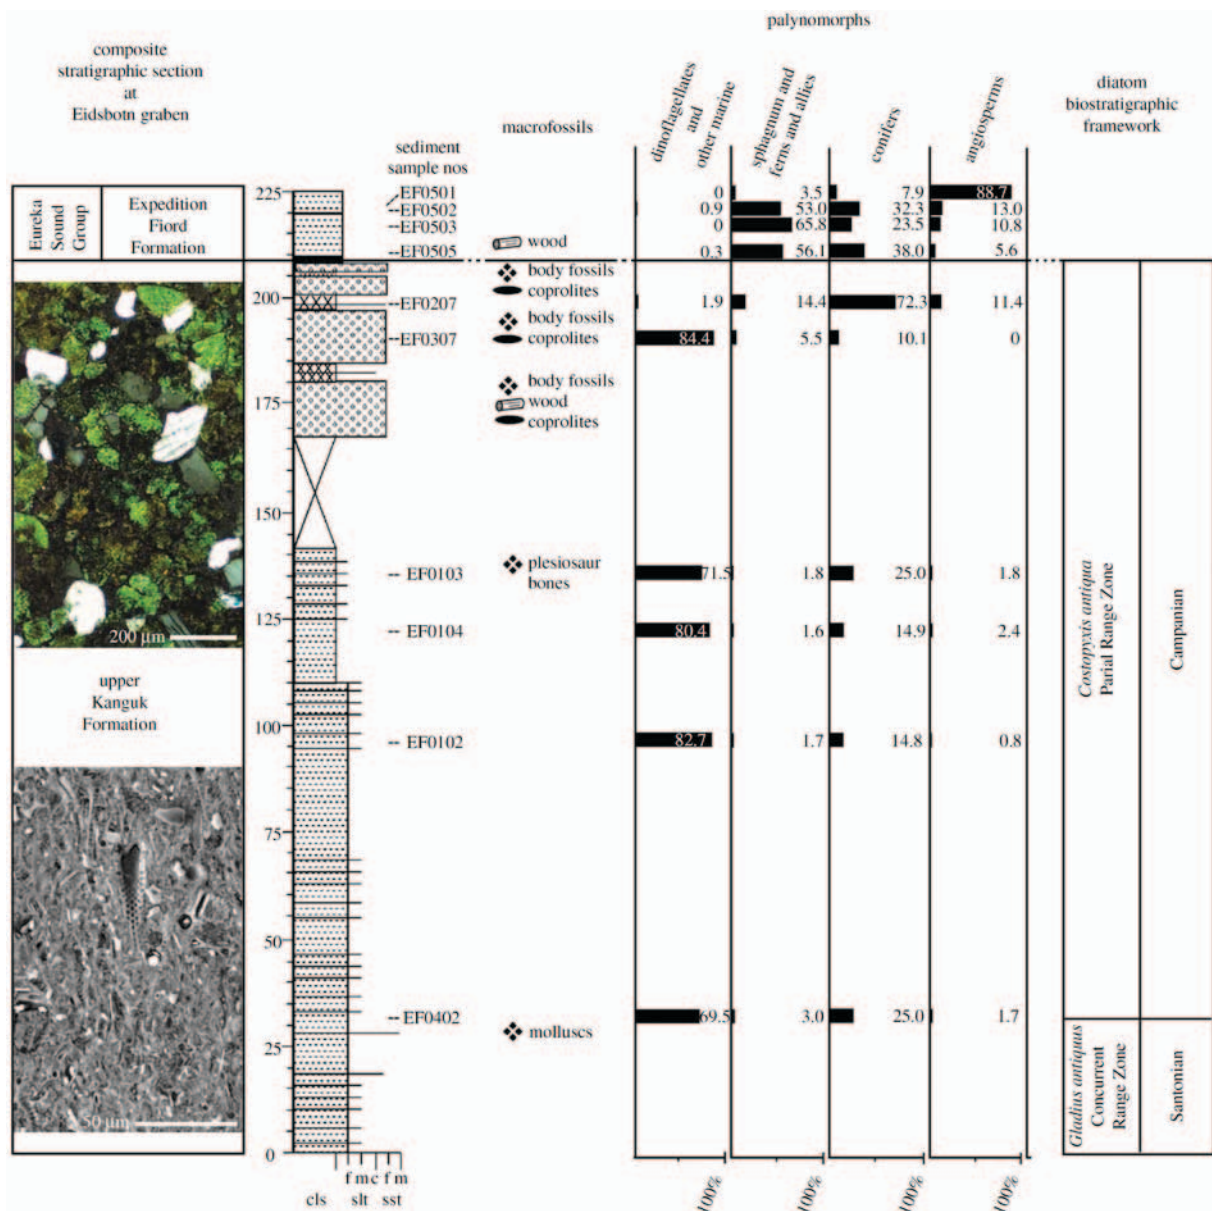 palynomorphs
composite
stratigraphic section
at
Eidsbotn graben
macrofossils
sediment
sample nos
dinoflagellates
and
other marine
sphagnum and
ferns and allies
conifers
angiosperms
diatom
biostratigraphic
framework
Eureka
Sound
Group
Expedition
Fiord
Formation
225
EF0501
0
3.5
7.9
88.7
EF0502
0.9
53.0
32.3
13.0
EF0503
0
65.8
23.5
10.8
wood
EF0505
0.3
56.1
38.0
5.6
body fossils
coprolites
200
EF0207
1.9
14.4
72.3
11.4
body fossils
EF0307
coprolites
84.4
5.5
10.1
0
body fossils
175
wood
coprolites
150
plesiosaur
bones
EF0103
71.5
1.8
25.0
1.8
125
EF0104
80.4
1.6
14.9
2.4
200 µm
upper
Kanguk
Formation
100
EF0102
82.7
1.7
14.8
0.8
75
50
EF0402
69.5
3.0
25.0
1.7
molluscs
25
50 µm
0
Costopyxis antiqua
Parial Range Zone
Campanian
Gladius antiquus
Concurrent
Range Zone
Santonian
f m c f m
cls slt sst
100%
100%
100%
100%